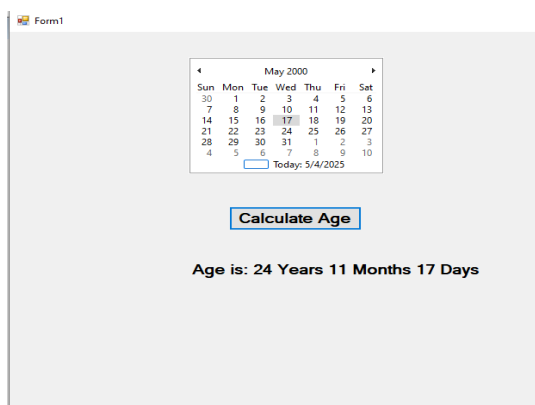 Form1
May 2000
Sun Mon Tue Wed Thu Fri Sat
30 1 2 3 4 5 6
7 8 9 10 11 12 13
14 15 16 17 18 19 20
21 22 23 24 25 26 27
28 29 30 31 1 2 3
4 5 6 7 8 9 10
Today: 5/4/2025
Calculate Age
Age is: 24 Years 11 Months 17 Days